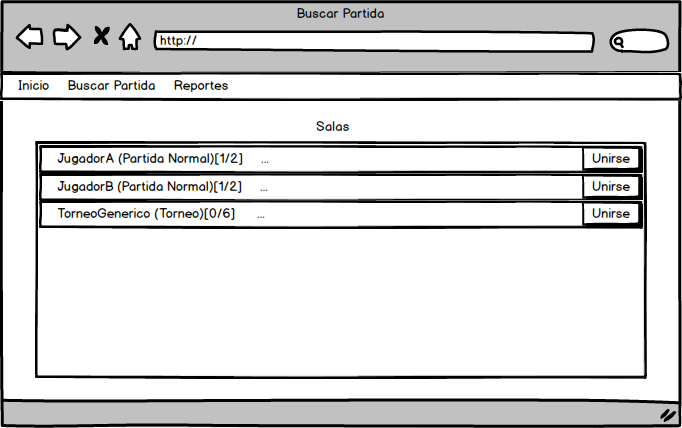 Buscar Partida
http://
Inicio Buscar Partida Reportes
Salas
JugadorA (Partida Normal)[1/2] ... Unirse
JugadorB (Partida Normal)[1/2] ... Unirse
TorneoGenerico (Torneo)[0/6] ... Unirse